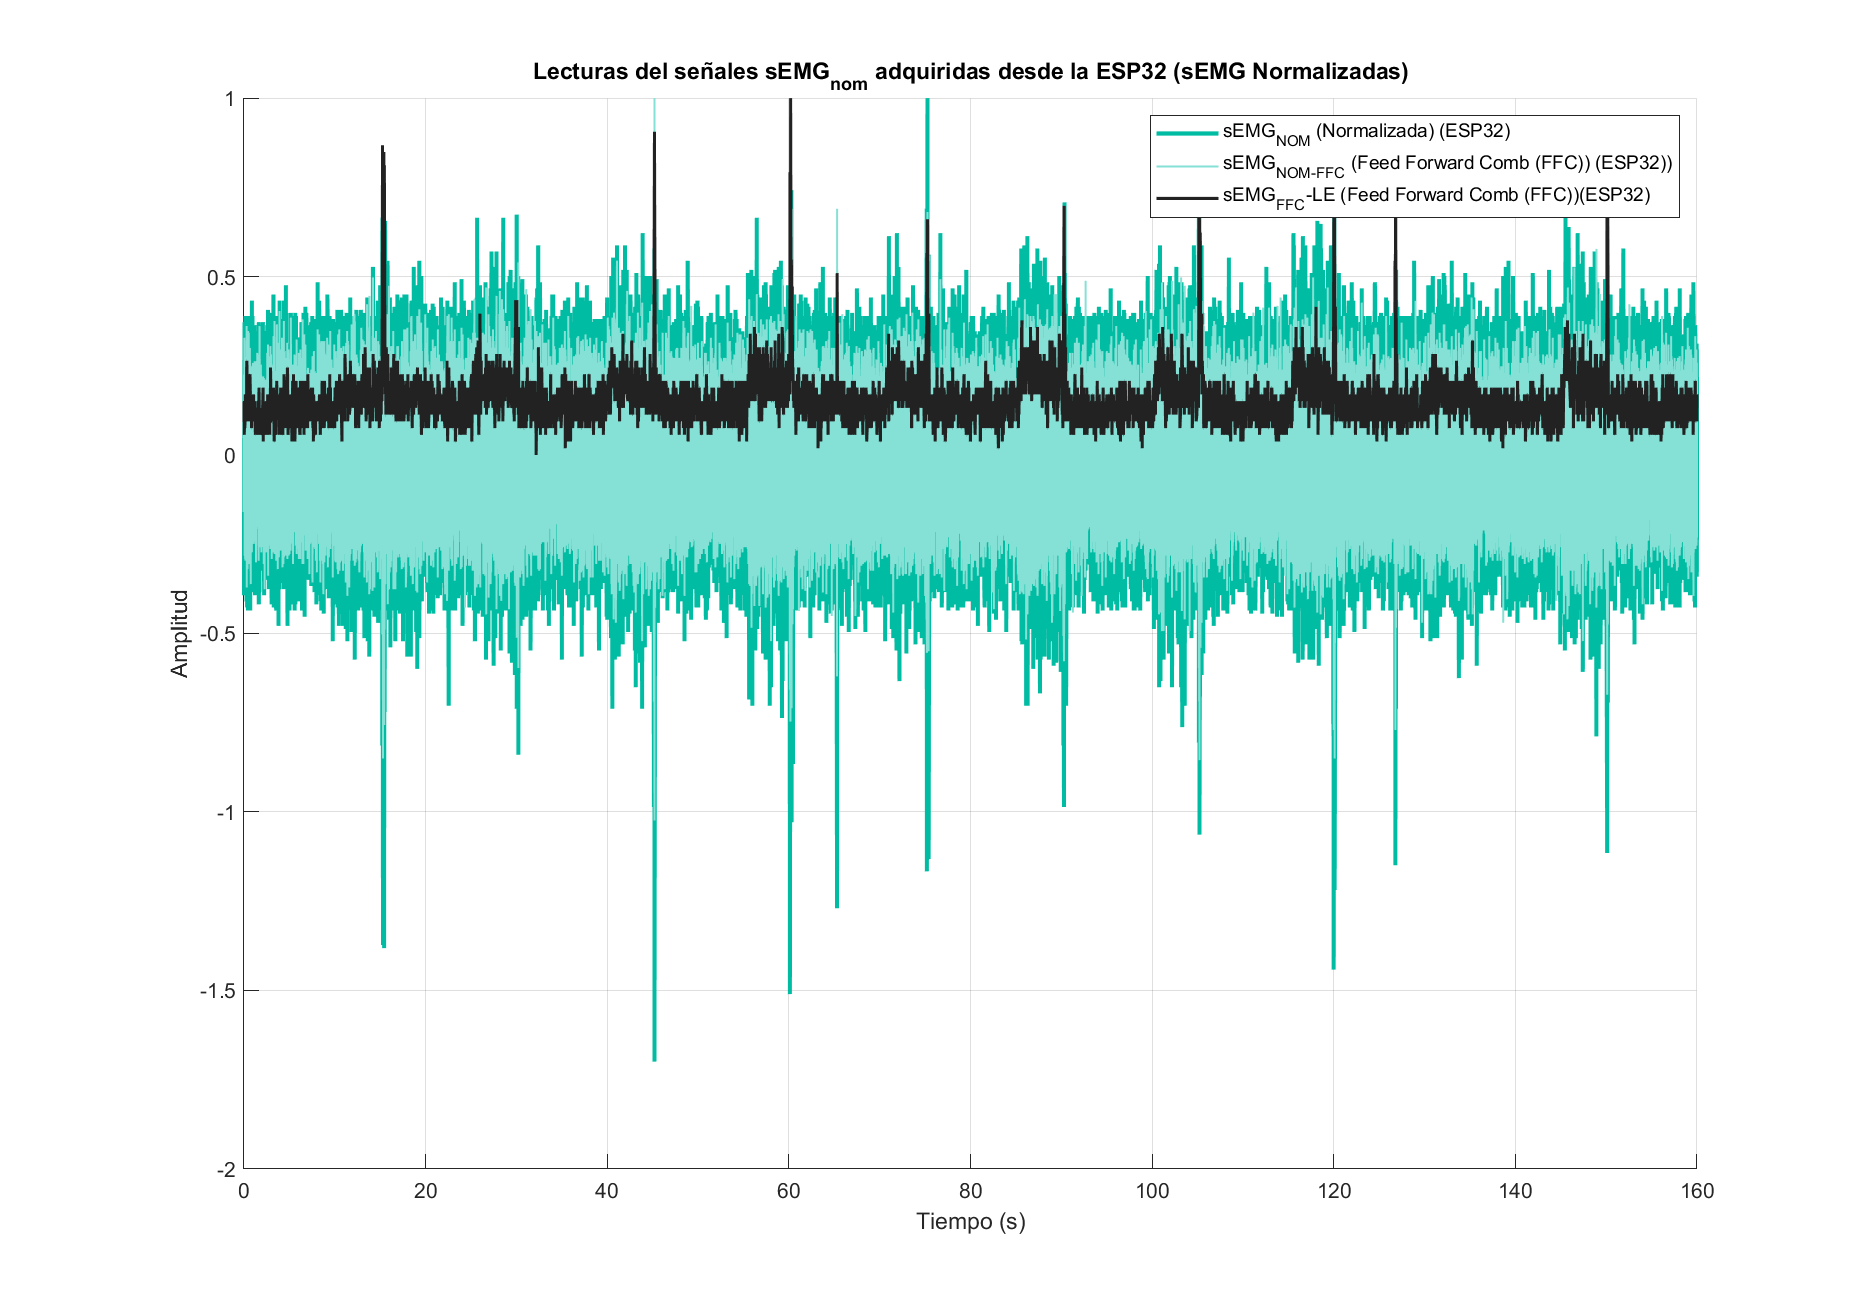 Lecturas del señales sEMGnom adquiridas desde la ESP32 (sEMG Normalizadas)
sEMGNOM (Normalizada) (ESP32)
sEMGNOM-FFC (Feed Forward Comb (FFC)) (ESP32))
sEMGFFC-LE (Feed Forward Comb (FFC))(ESP32)
1
0.5
0
-0.5
-1
-1.5
-2
Amplitud
0 20 40 60 80 100 120 140 160
Tiempo (s)